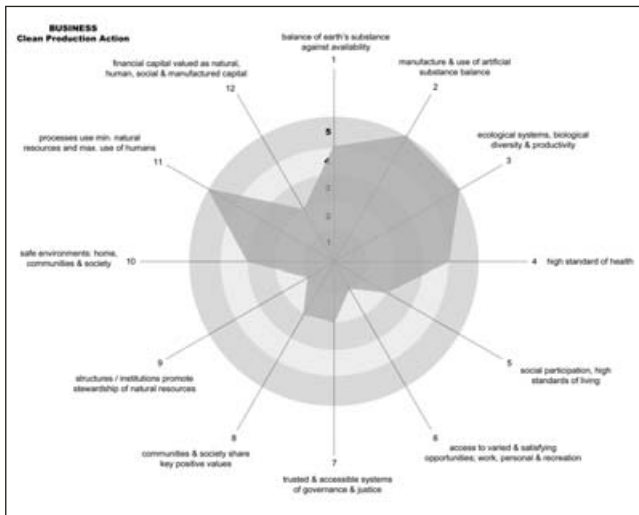 BUSINESS
Clean Production Action
balance of earth's substance
against availability
1
manufacture & use of artificial
substance balance
2
ecological systems, biological
diversity & productivity
3
4
high standard of health
5
social participation, high
standards of living
6
access to varied & satisfying
opportunities; work, personal & recreation
7
trusted & accessible systems
of governance & justice
8
communities & society share
key positive values
9
structures / institutions promote
stewardship of natural resources
safe environments: home,
communities & society
10
processes use min. natural
resources and max. use of humans
11
financial capital valued as natural,
human, social & manufactured capital
12
5
4
3
2
1